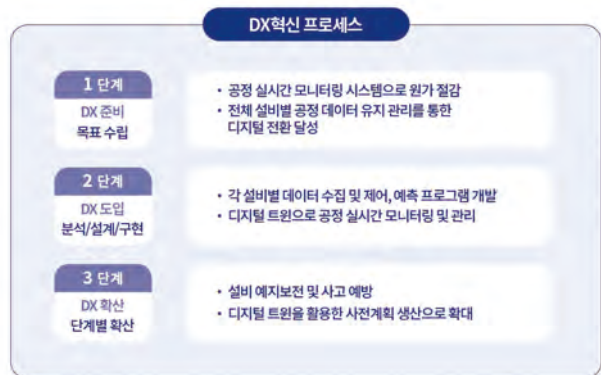 DX혁신 프로세스
1 단계
DX 준비
목표 수립
• 공정 실시간 모니터링 시스템으로 원가 절감
• 전체 설비별 공정 데이터 유지 관리를 통한
디지털 전환 달성
2 단계
DX 도입
분석/설계/구현
• 각 설비별 데이터 수집 및 제어, 예측 프로그램 개발
• 디지털 트윈으로 공정 실시간 모니터링 및 관리
3 단계
DX 확산
단계별 확산
• 설비 예지보전 및 사고 예방
• 디지털 트윈을 활용한 사전계획 생산으로 확대